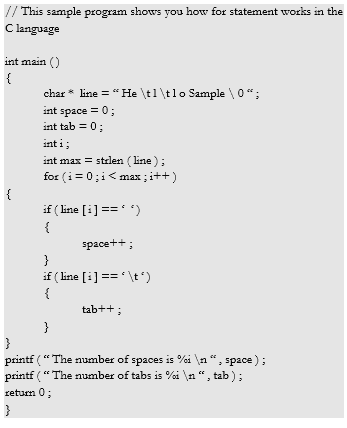 // This sample program shows you how for statement works in the
C language
int main ()
{
char * line = “ He \t l \t l o Sample \ 0 “ ;
int space = 0 ;
int tab = 0 ;
int i ;
int max = strlen ( line ) ;
for ( i = 0 ; i < max ; i++ )
{
if ( line [ i ] == ‘ ‘)
{
space++ ;
}
if ( line [ i ] == ‘ \t ‘)
{
tab++ ;
}
}
printf ( “ The number of spaces is %i \n “ , space ) ;
printf ( “ The number of tabs is %i \n “ , tab ) ;
return 0 ;
}